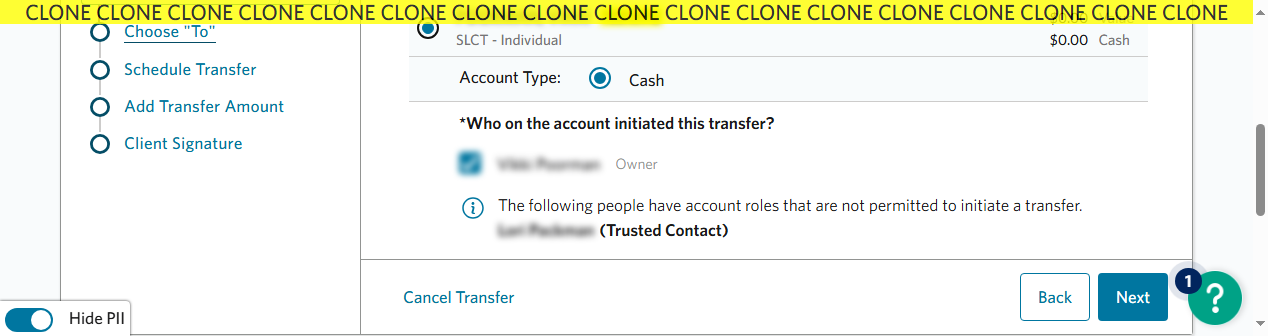 CLONE CLONE CLONE CLONE CLONE CLONE CLONE CLONE CLONE CLONE CLONE CLONE CLONE CLONE CLONE CLONE CLONE
Choose "To"
Schedule Transfer
Add Transfer Amount
Client Signature
SLCT - Individual
$0.00 Cash
Account Type: Cash
*Who on the account initiated this transfer?
Owner
The following people have account roles that are not permitted to initiate a transfer.
(Trusted Contact)
Cancel Transfer
Back
Next
1
?
Hide PII